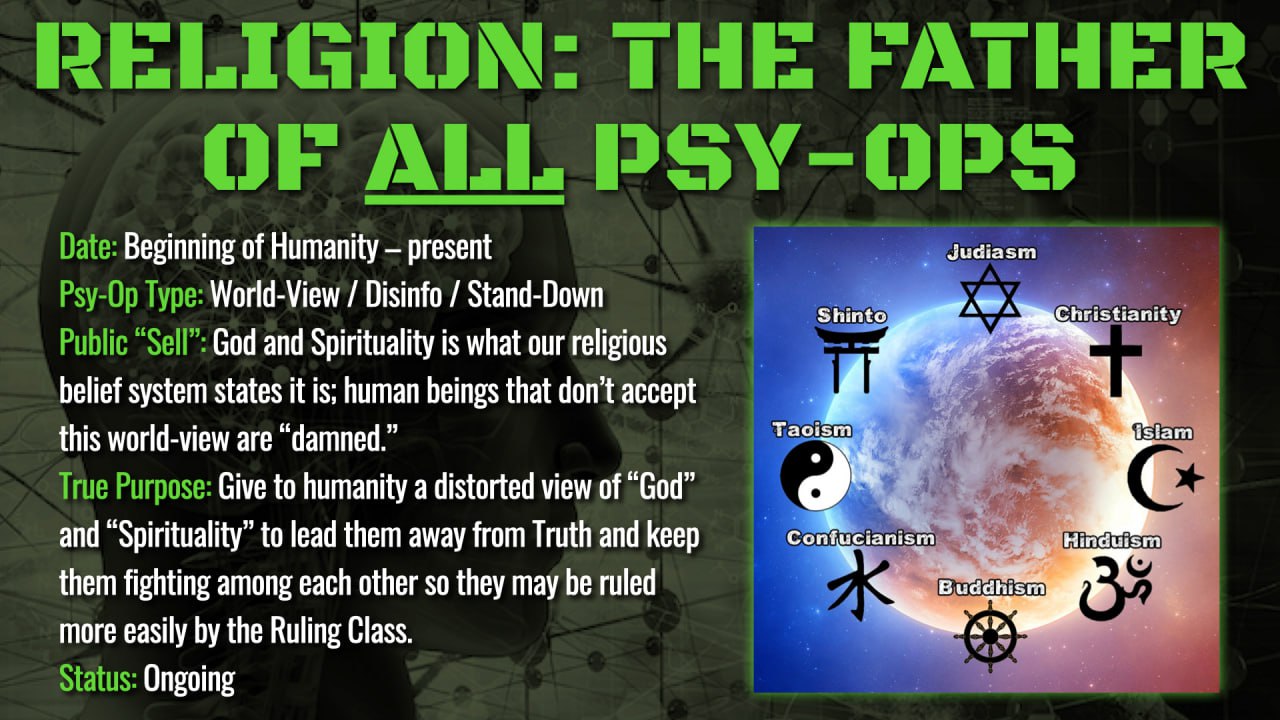 RELIGION: THE FATHER
OF ALL PSY-OPS
Date: Beginning of Humanity – present
Psy-Op Type: World-View / Disinfo / Stand-Down
Public “Sell”: God and Spirituality is what our religious
belief system states it is; human beings that don’t accept
this world-view are “damned.”
True Purpose: Give to humanity a distorted view of “God”
and “Spirituality” to lead them away from Truth and keep
them fighting among each other so they may be ruled
more easily by the Ruling Class.
Status: Ongoing
Judiasm
Shinto
Christianity
Taoism
islam
Confucianism
水
Hinduism
ॐ
Buddhism